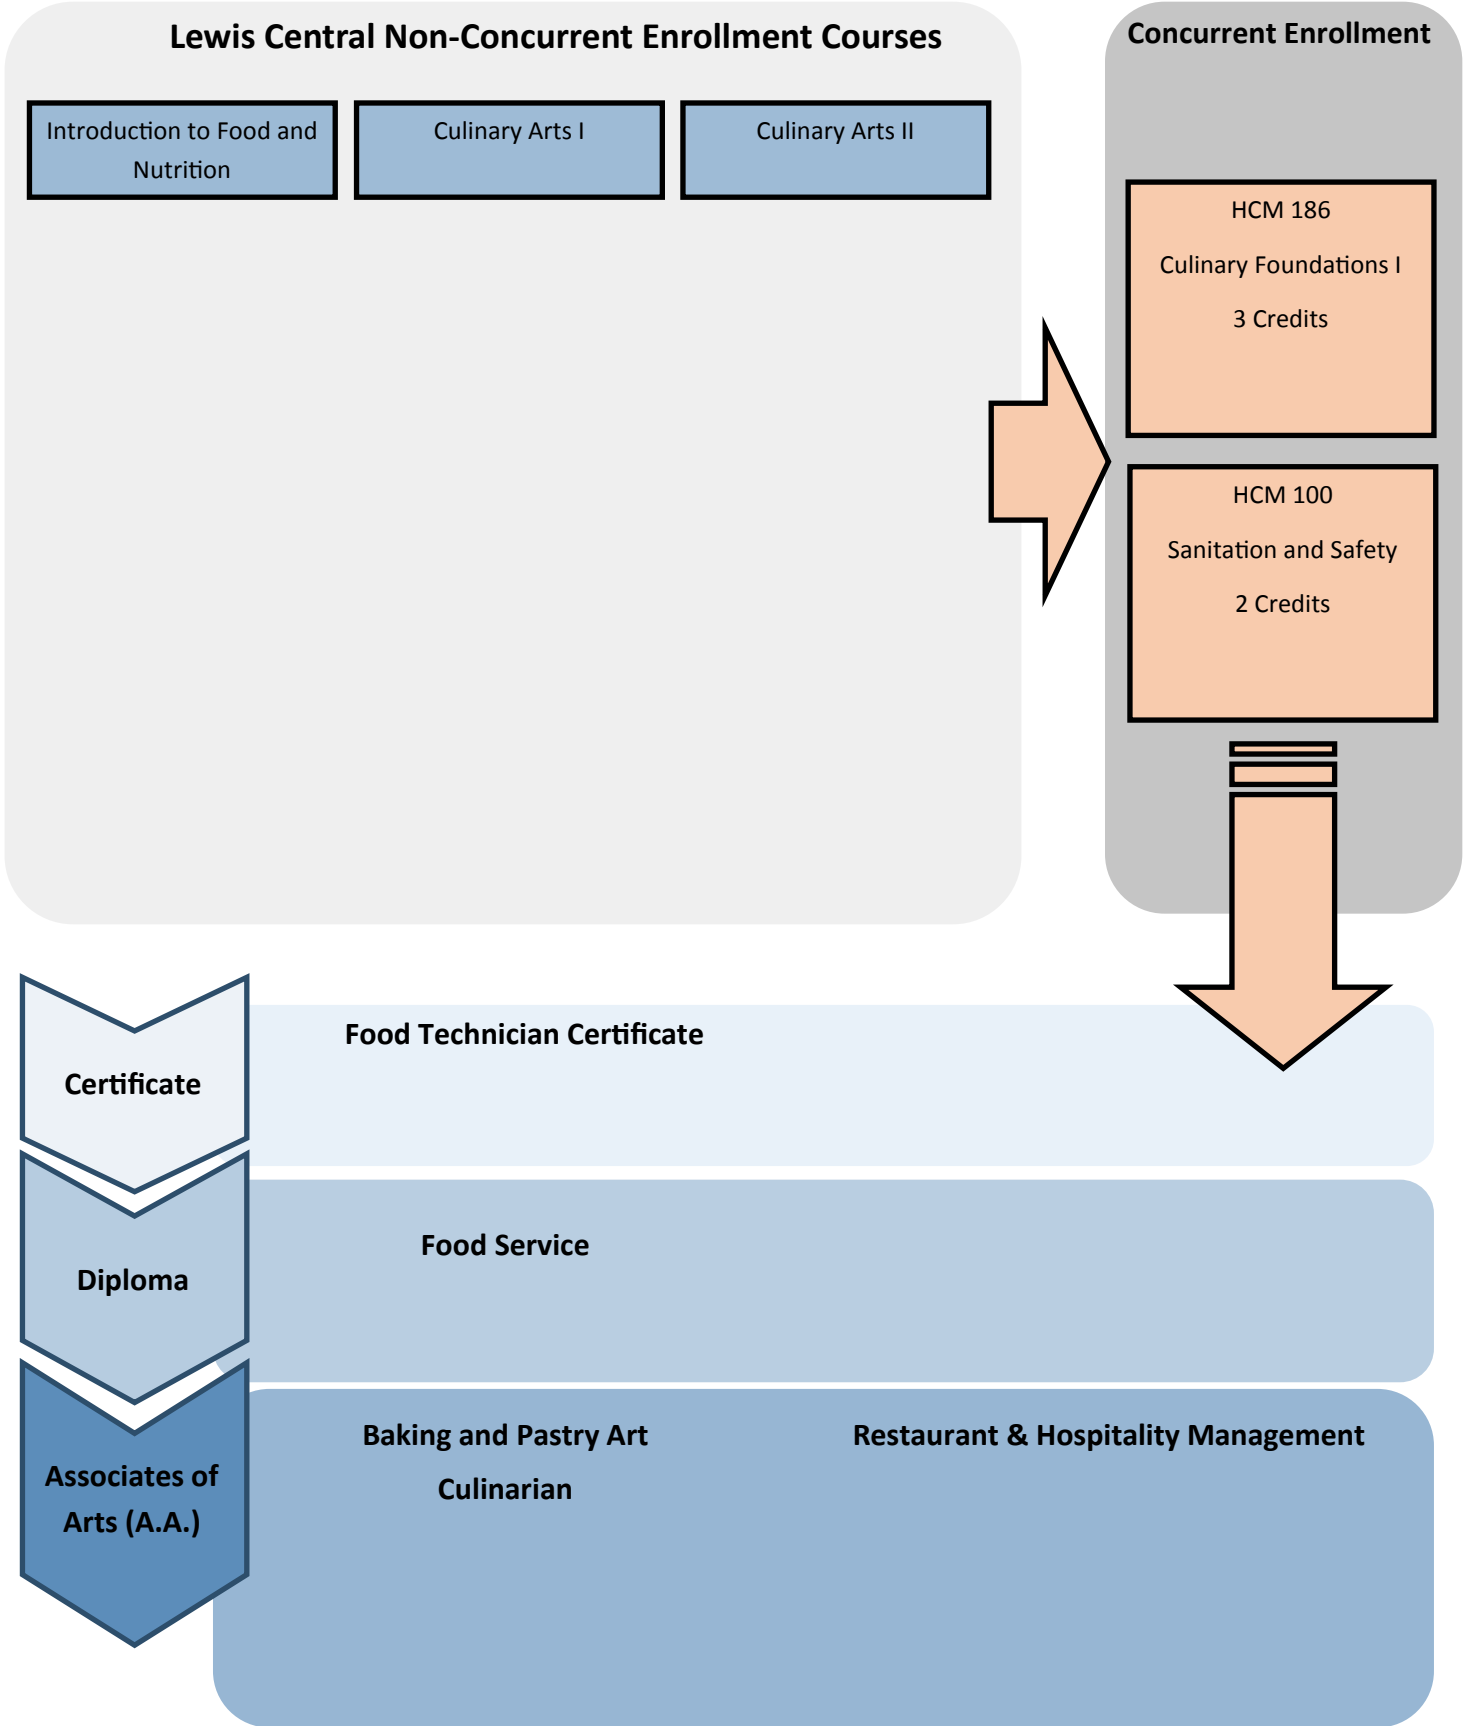 Lewis Central Non-Concurrent Enrollment Courses
Introduction to Food and
Nutrition
Culinary Arts I
Culinary Arts II
Concurrent Enrollment
HCM 186
Culinary Foundations I
3 Credits
HCM 100
Sanitation and Safety
2 Credits
Certificate
Food Technician Certificate
Diploma
Food Service
Associates of
Arts (A.A.)
Baking and Pastry Art
Culinarian
Restaurant & Hospitality Management